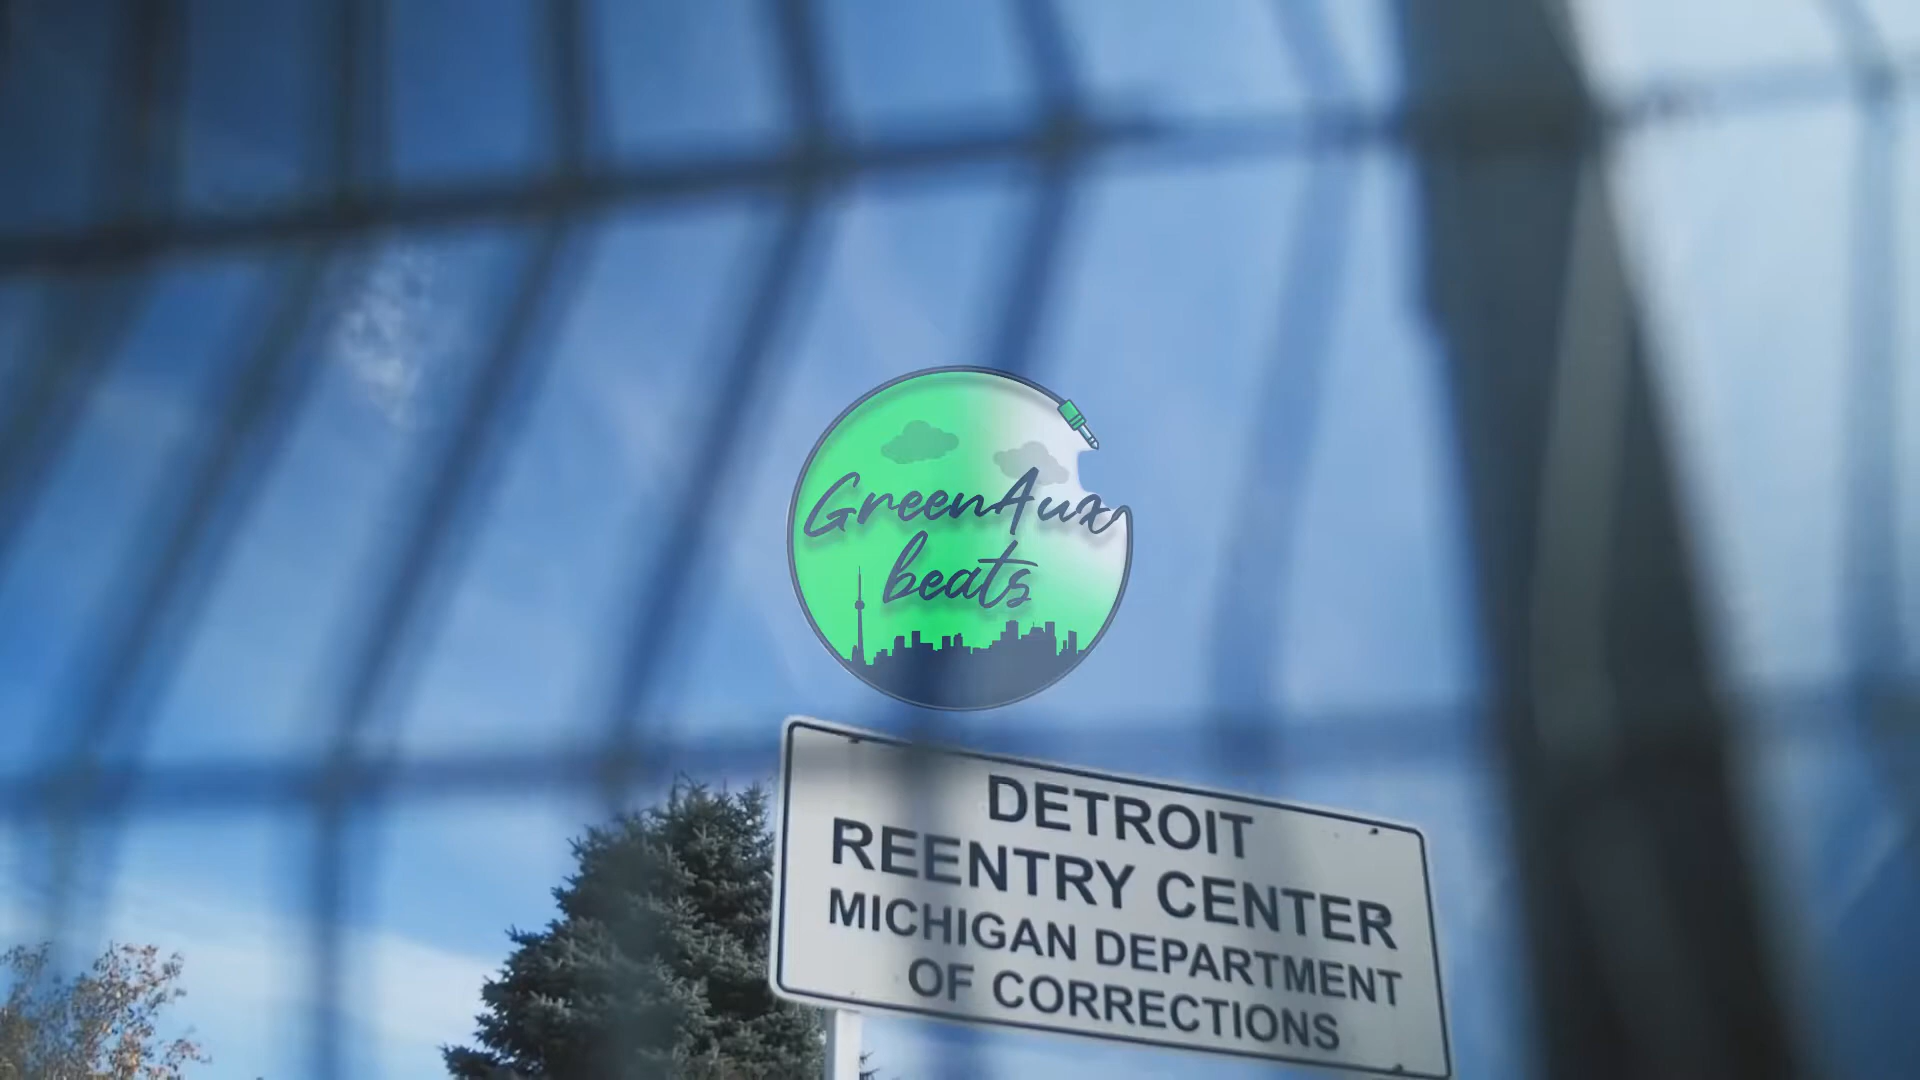 GreenAux
beats
DETROIT
REENTRY CENTER
MICHIGAN DEPARTMENT
OF CORRECTIONS